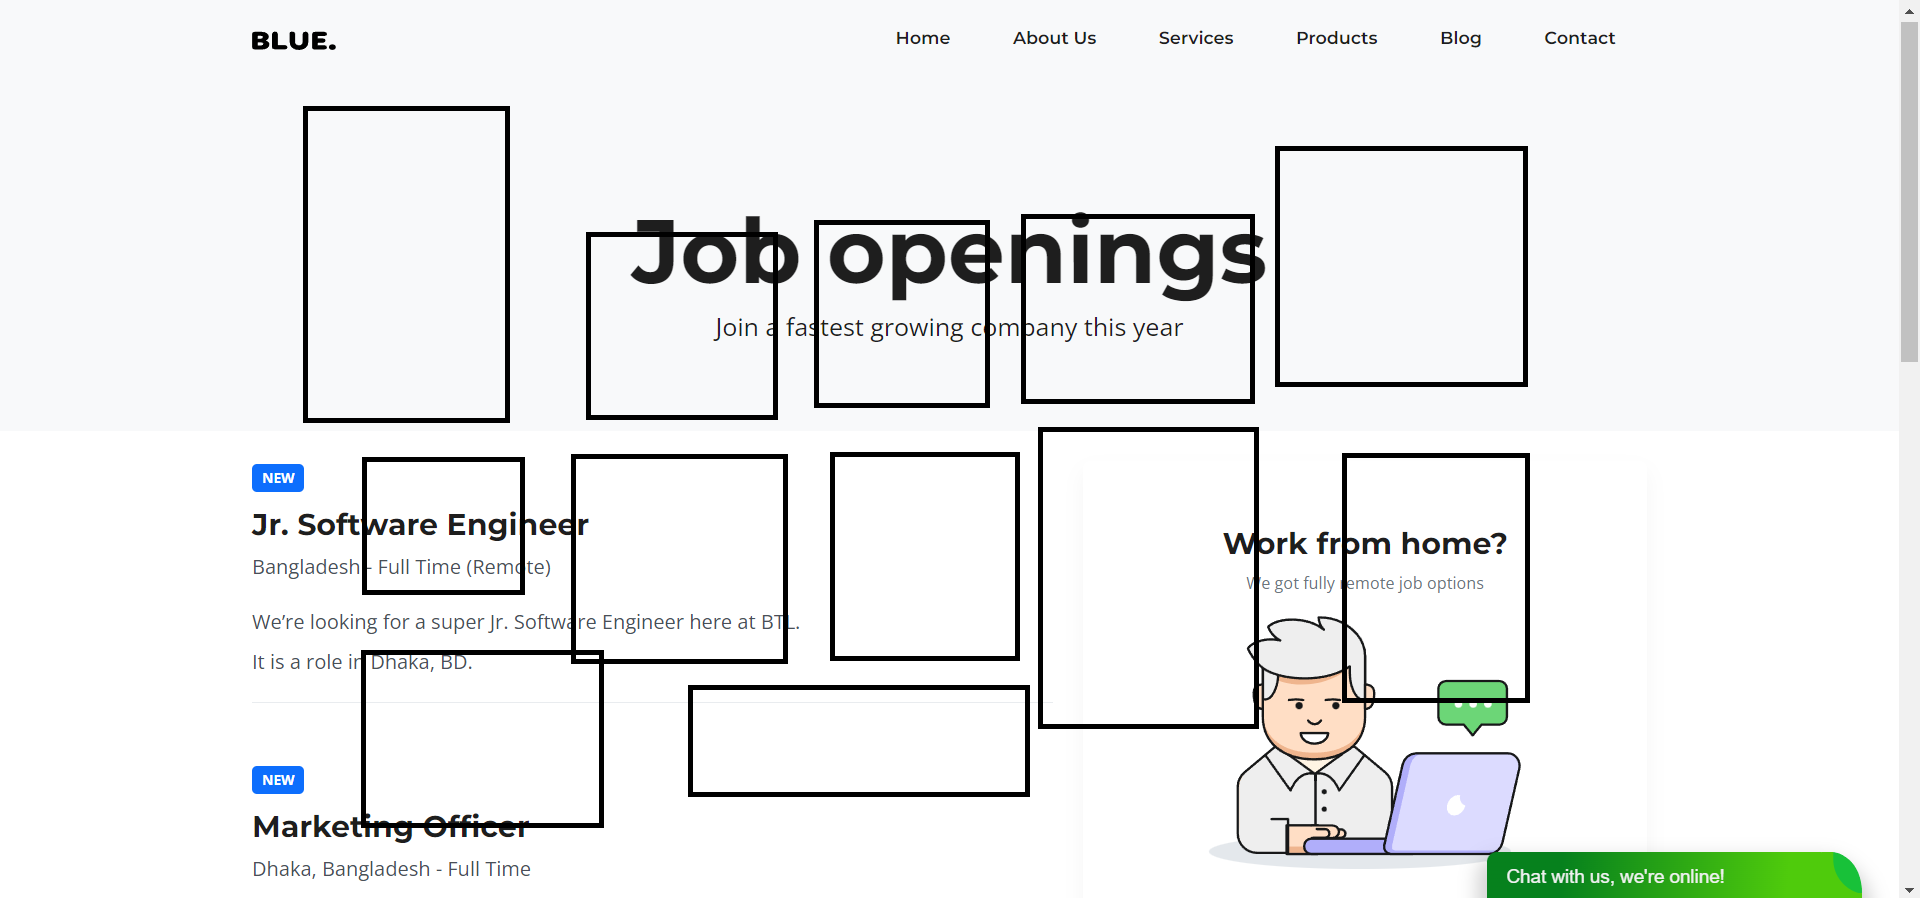 BLUE.
Home About Us Services Products Blog Contact
Job openings
Join a fastest growing company this year
NEW
Jr. Software Engineer
Bangladesh - Full Time (Remote)
We’re looking for a super Jr. Software Engineer here at BTL.
It is a role in Dhaka, BD.
NEW
Marketing Officer
Dhaka, Bangladesh - Full Time
Work from home?
We got fully remote job options
Chat with us, we're online!